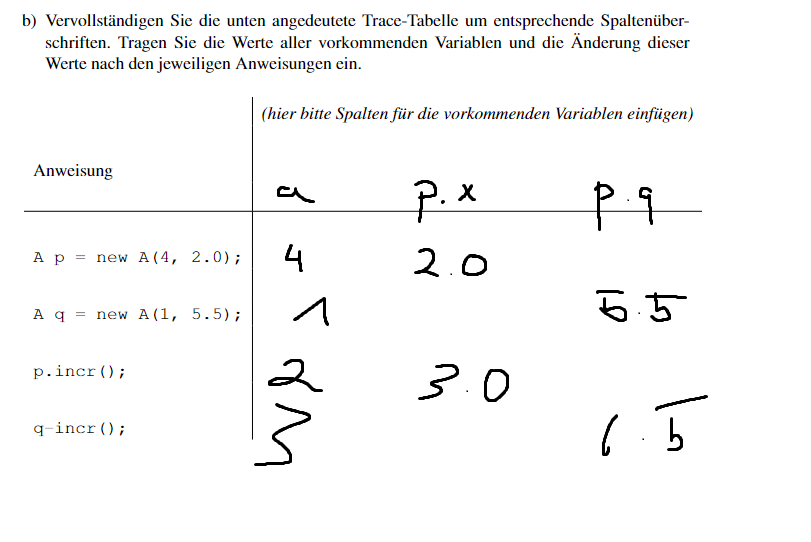 b) Vervollständigen Sie die unten angedeutete Trace-Tabelle um entsprechende Spaltenüber-
schriften. Tragen Sie die Werte aller vorkommenden Variablen und die Änderung dieser
Werte nach den jeweiligen Anweisungen ein.
(hier bitte Spalten für die vorkommenden Variablen einfügen)
Anweisung
a p.x p.q
A p = new A(4, 2.0); 4 2.0
A q = new A(1, 5.5); 1 5.5
p.incr(); 2 3.0
q-incr(); 3 6.5